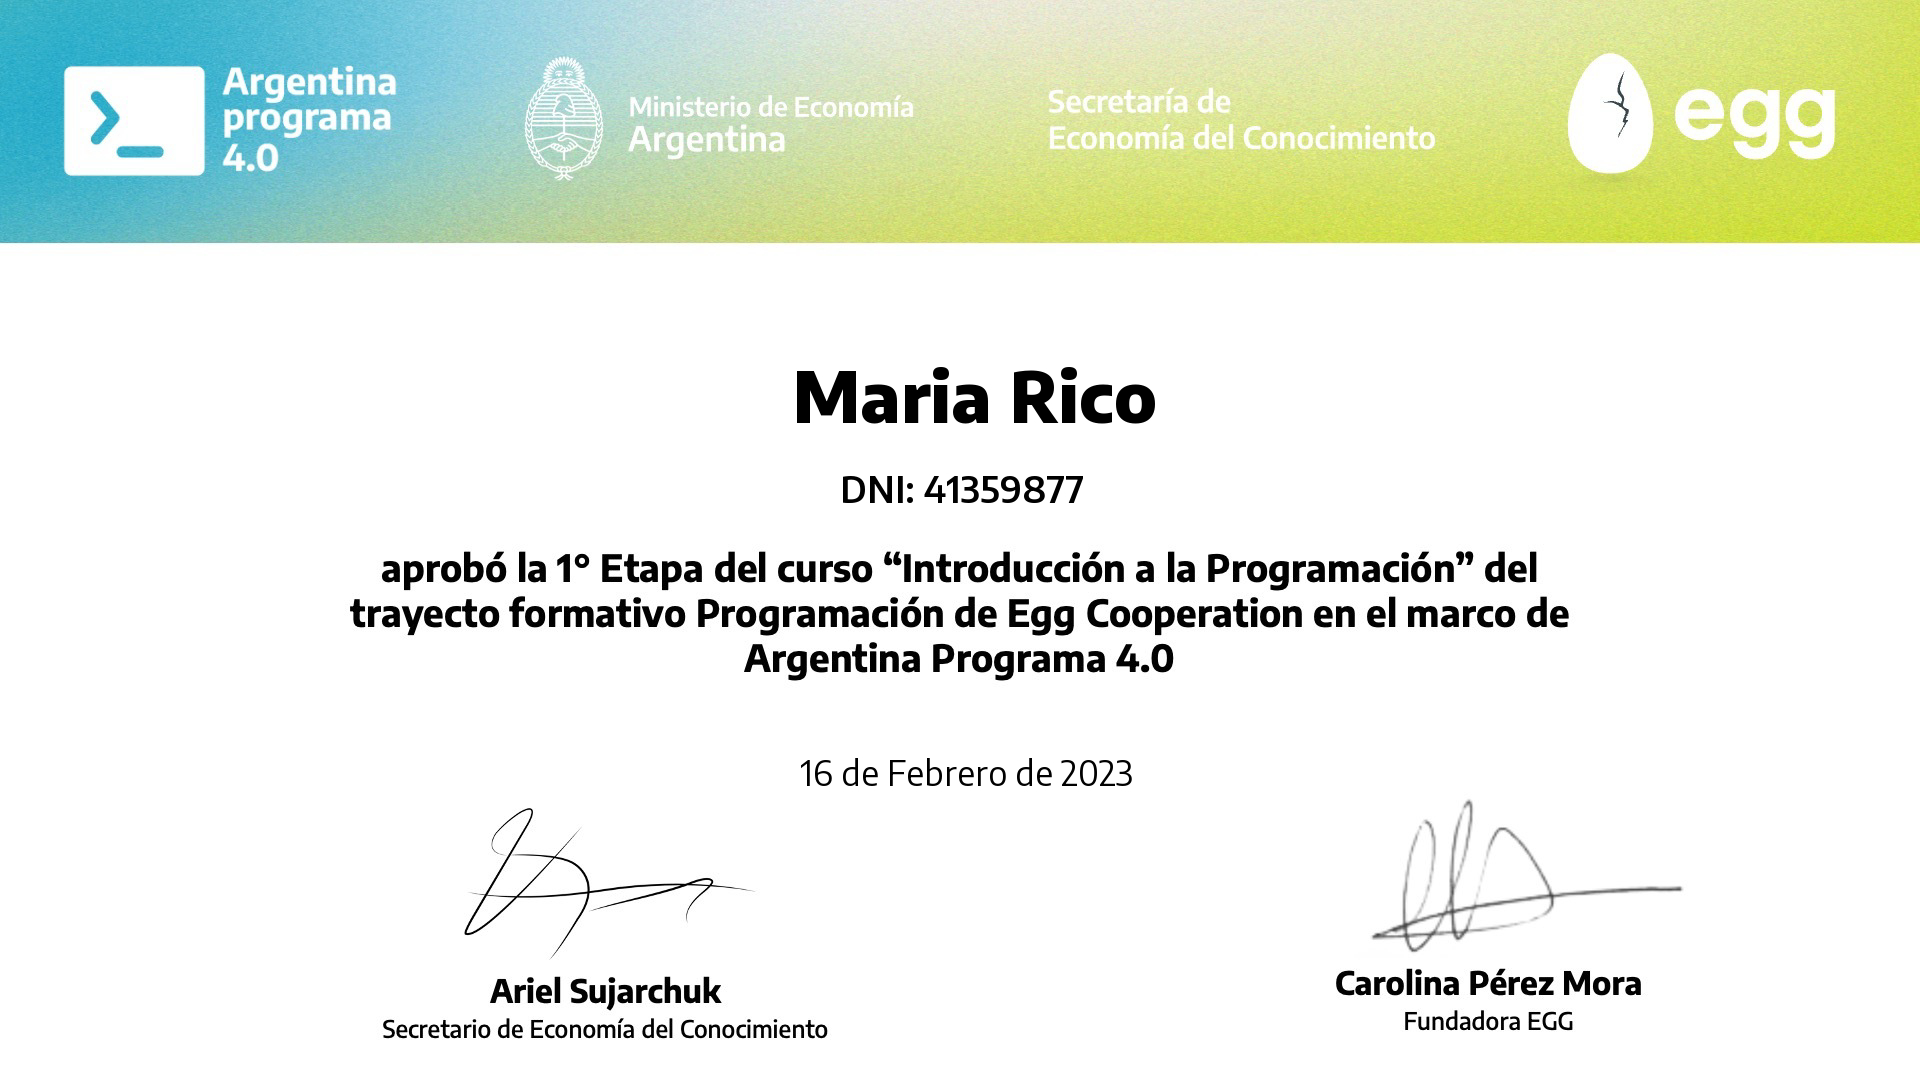 Argentina
programa
4.0
Ministerio de Economía
Argentina
Secretaría de
Economía del Conocimiento
egg
Maria Rico
DNI: 41359877
aprobó la 1° Etapa del curso “Introducción a la Programación” del
trayecto formativo Programación de Egg Cooperation en el marco de
Argentina Programa 4.0
16 de Febrero de 2023
Ariel Sujarchuk
Secretario de Economía del Conocimiento
Carolina Pérez Mora
Fundadora EGG